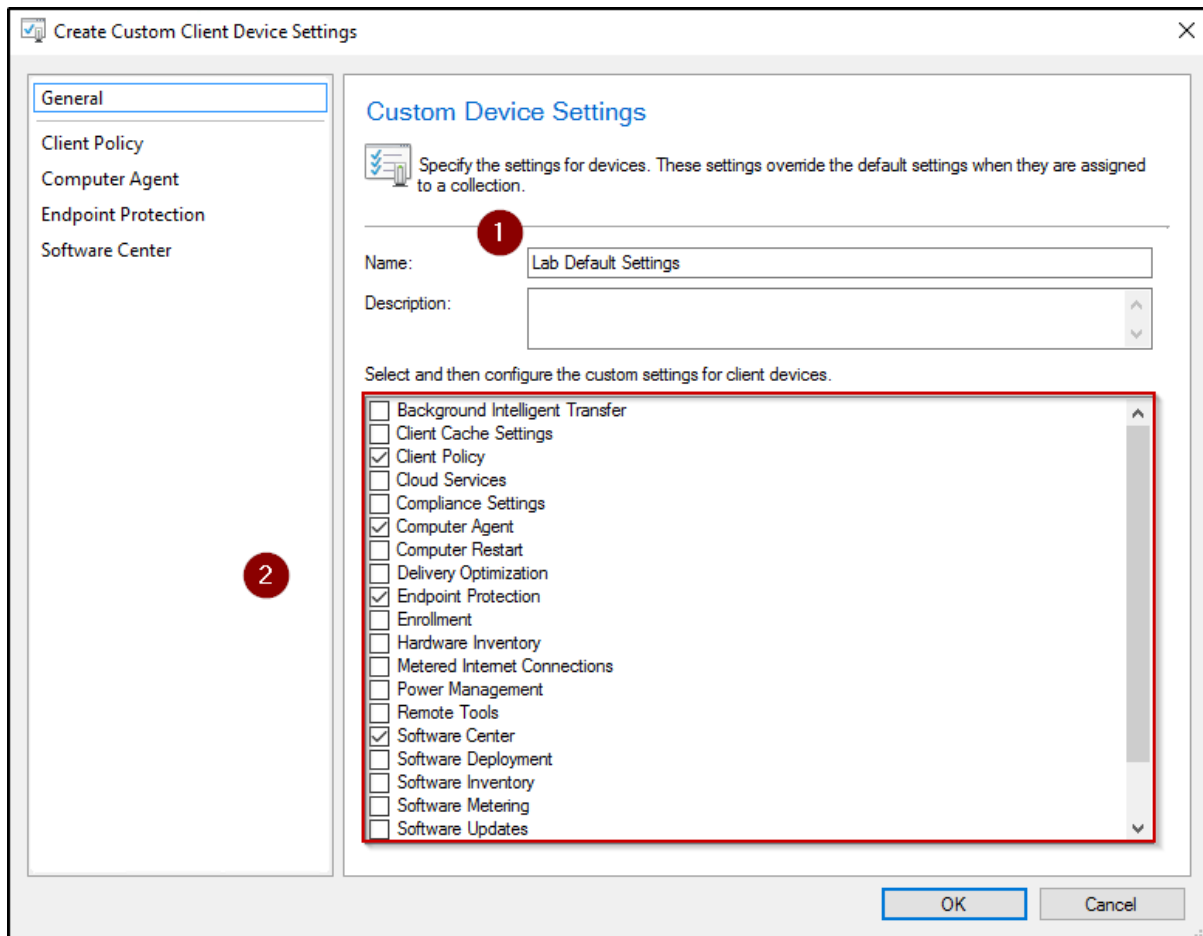 Create Custom Client Device Settings
General
Client Policy
Computer Agent
Endpoint Protection
Software Center
2
Custom Device Settings
Specify the settings for devices. These settings override the default settings when they are assigned
to a collection.
1
Name:
Lab Default Settings
Description:
Select and then configure the custom settings for client devices.
Background Intelligent Transfer
Client Cache Settings
Client Policy
Cloud Services
Compliance Settings
Computer Agent
Computer Restart
Delivery Optimization
Endpoint Protection
Enrollment
Hardware Inventory
Metered Internet Connections
Power Management
Remote Tools
Software Center
Software Deployment
Software Inventory
Software Metering
Software Updates
OK
Cancel